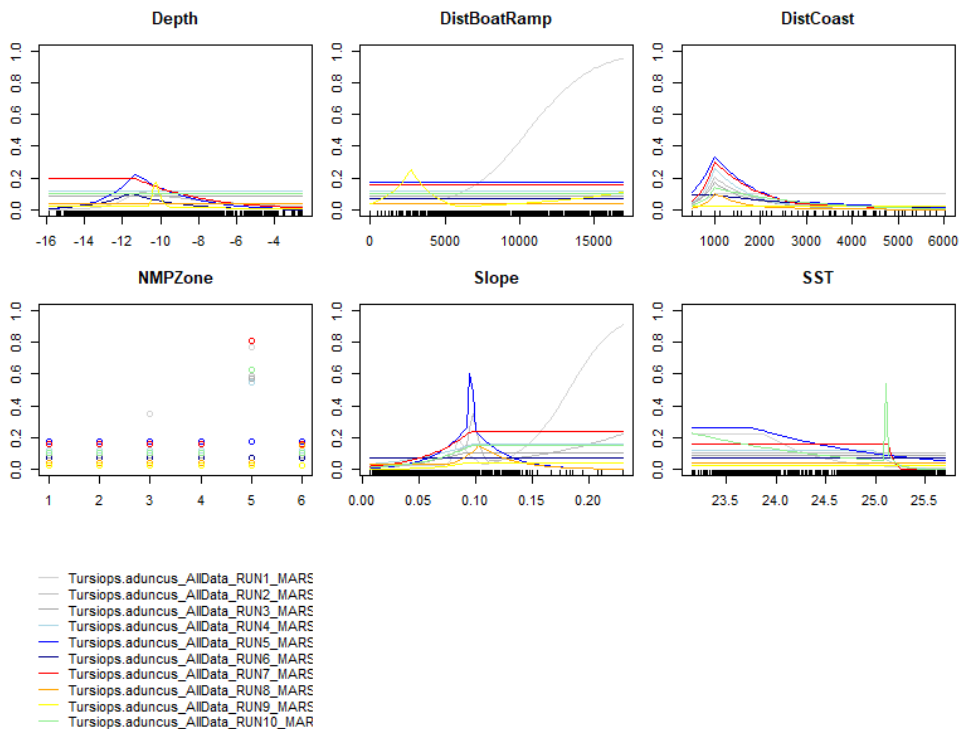 Depth
DistBoatRamp
DistCoast
0.0 0.2 0.4 0.6 0.8 1.0
-16 -14 -12 -10 -8 -6 -4
0.0 0.2 0.4 0.6 0.8 1.0
0 5000 10000 15000
0.0 0.2 0.4 0.6 0.8 1.0
1000 2000 3000 4000 5000 6000
NMPZone
Slope
SST
0.0 0.2 0.4 0.6 0.8 1.0
1 2 3 4 5 6
0.0 0.2 0.4 0.6 0.8 1.0
0.00 0.05 0.10 0.15 0.20
0.0 0.2 0.4 0.6 0.8 1.0
23.5 24.0 24.5 25.0 25.5
Tursiops.aduncus_AllData_RUN1_MARS
Tursiops.aduncus_AllData_RUN2_MARS
Tursiops.aduncus_AllData_RUN3_MARS
Tursiops.aduncus_AllData_RUN4_MARS
Tursiops.aduncus_AllData_RUN5_MARS
Tursiops.aduncus_AllData_RUN6_MARS
Tursiops.aduncus_AllData_RUN7_MARS
Tursiops.aduncus_AllData_RUN8_MARS
Tursiops.aduncus_AllData_RUN9_MARS
Tursiops.aduncus_AllData_RUN10_MAR